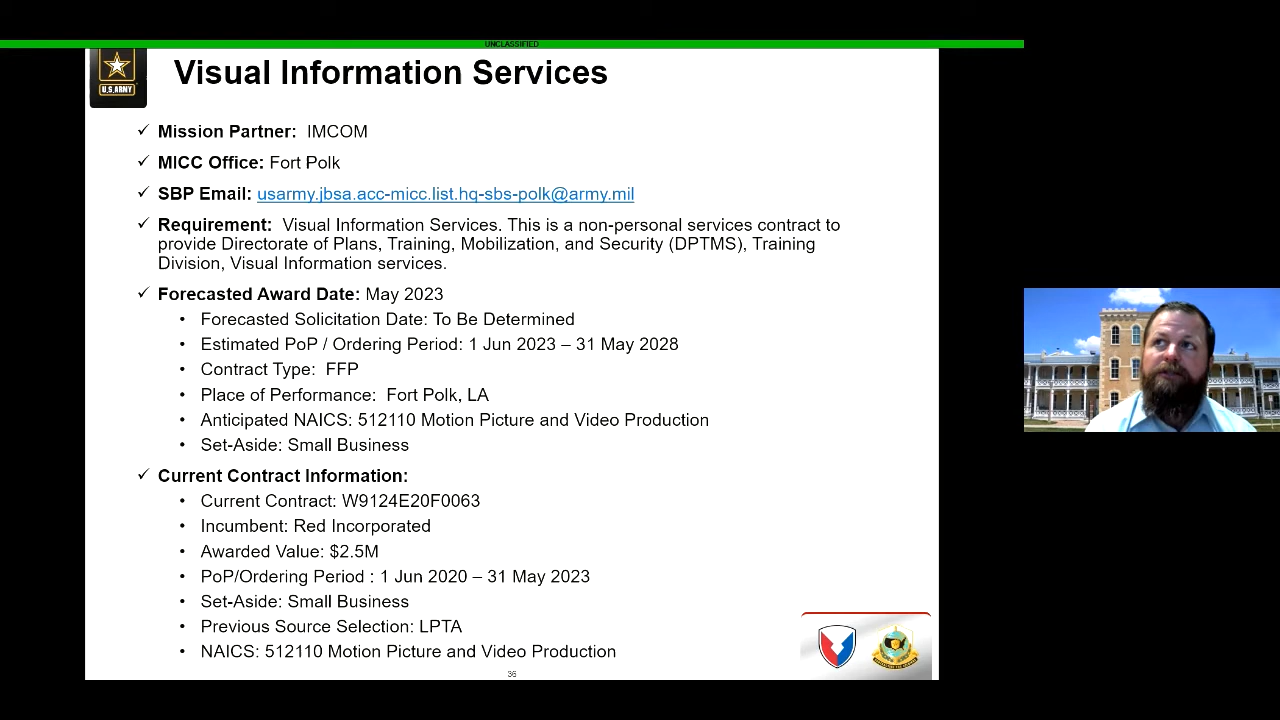 UNCLASSIFIED
Visual Information Services
U.S.ARMY
✓ Mission Partner: IMCOM
✓ MICC Office: Fort Polk
✓ SBP Email: usarmy.jbsa.acc-micc.list.hq-sbs-polk@army.mil
✓ Requirement: Visual Information Services. This is a non-personal services contract to
provide Directorate of Plans, Training, Mobilization, and Security (DPTMS), Training
Division, Visual Information services.
✓ Forecasted Award Date: May 2023
• Forecasted Solicitation Date: To Be Determined
• Estimated PoP / Ordering Period: 1 Jun 2023 – 31 May 2028
• Contract Type: FFP
• Place of Performance: Fort Polk, LA
• Anticipated NAICS: 512110 Motion Picture and Video Production
• Set-Aside: Small Business
✓ Current Contract Information:
• Current Contract: W9124E20F0063
• Incumbent: Red Incorporated
• Awarded Value: $2.5M
• PoP/Ordering Period : 1 Jun 2020 – 31 May 2023
• Set-Aside: Small Business
• Previous Source Selection: LPTA
• NAICS: 512110 Motion Picture and Video Production
36